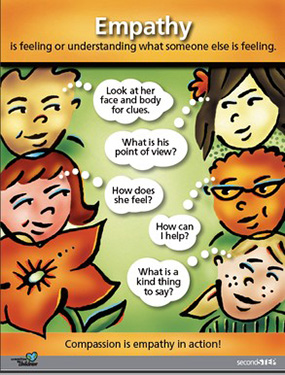 Empathy
is feeling or understanding what someone else is feeling.
Look at her
face and body
for clues.
What is his
point of view?
How does
she feel?
How can
I help?
What is a
kind thing
to say?
Compassion is empathy in action!
second STEP